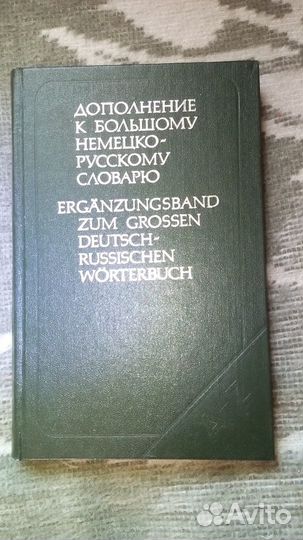 ДОПОЛНЕНИЕ
К БОЛЬШОМУ
НЕМЕЦКО-
РУССКОМУ
СЛОВАРЮ
ERGÄNZUNGSBAND
ZUM GROSSEN
DEUTSCH-
RUSSISCHEN
WÖRTERBUCH
Avito